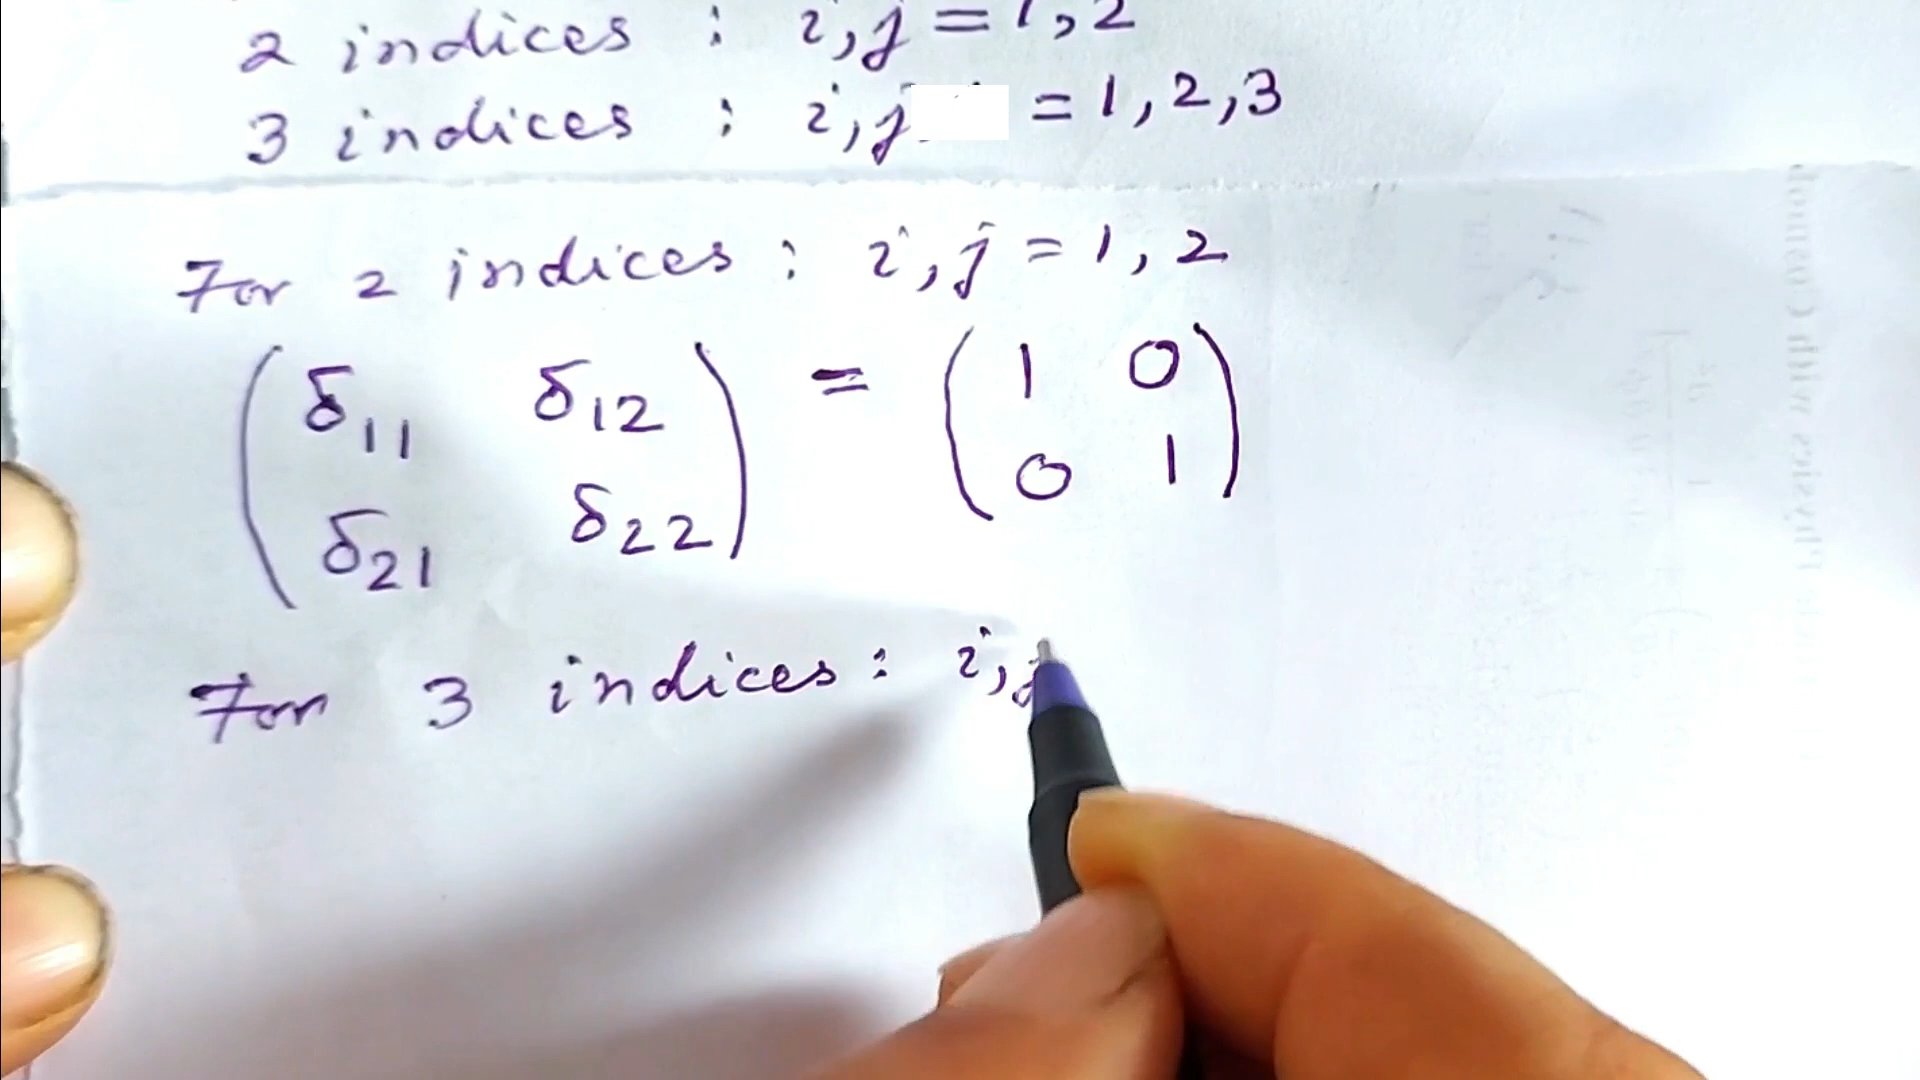 2 indices : i,j = 1,2
3 indices : i,j = 1,2,3
For 2 indices : i,j = 1,2
(δ11 δ12) = (1 0)
(δ21 δ22) (0 1)
For 3 indices : i,j